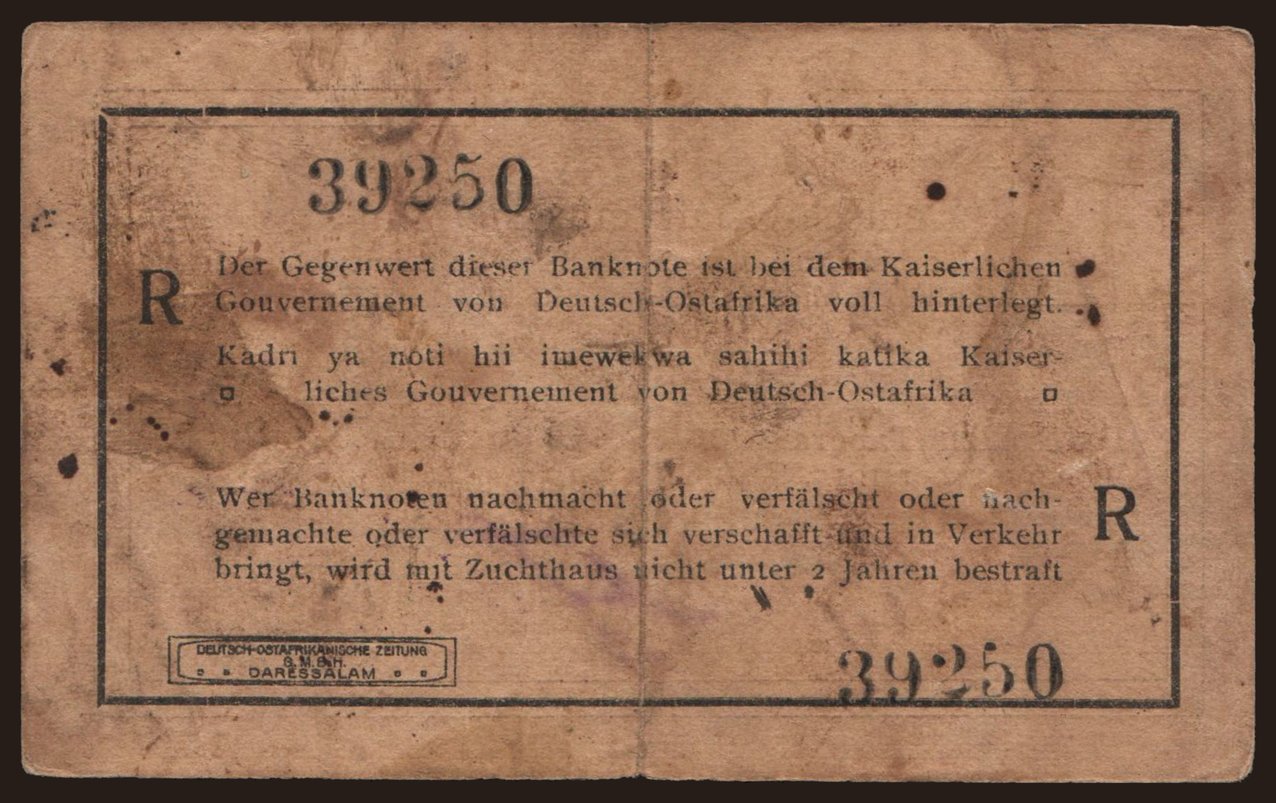 39250
Der Gegenwert dieser Banknote ist bei dem Kaiserlichen
R
Gouvernement von Deutsch-Ostafrika voll hinterlegt.
Kadri ya noti hii imewekwa sahihi katika Kaiser-
liches Gouvernement von Deutsch-Ostafrika
Wer Banknoten nachmacht oder verfälscht oder nach-
R
gemachte oder verfälschte sich verschafft und in Verkehr
bringt, wird mit Zuchthaus nicht unter 2 Jahren bestraft
DEUTSCH-OSTAFRIKANISCHE ZEITUNG
G.M.B.H.
DARESSALAM
39250